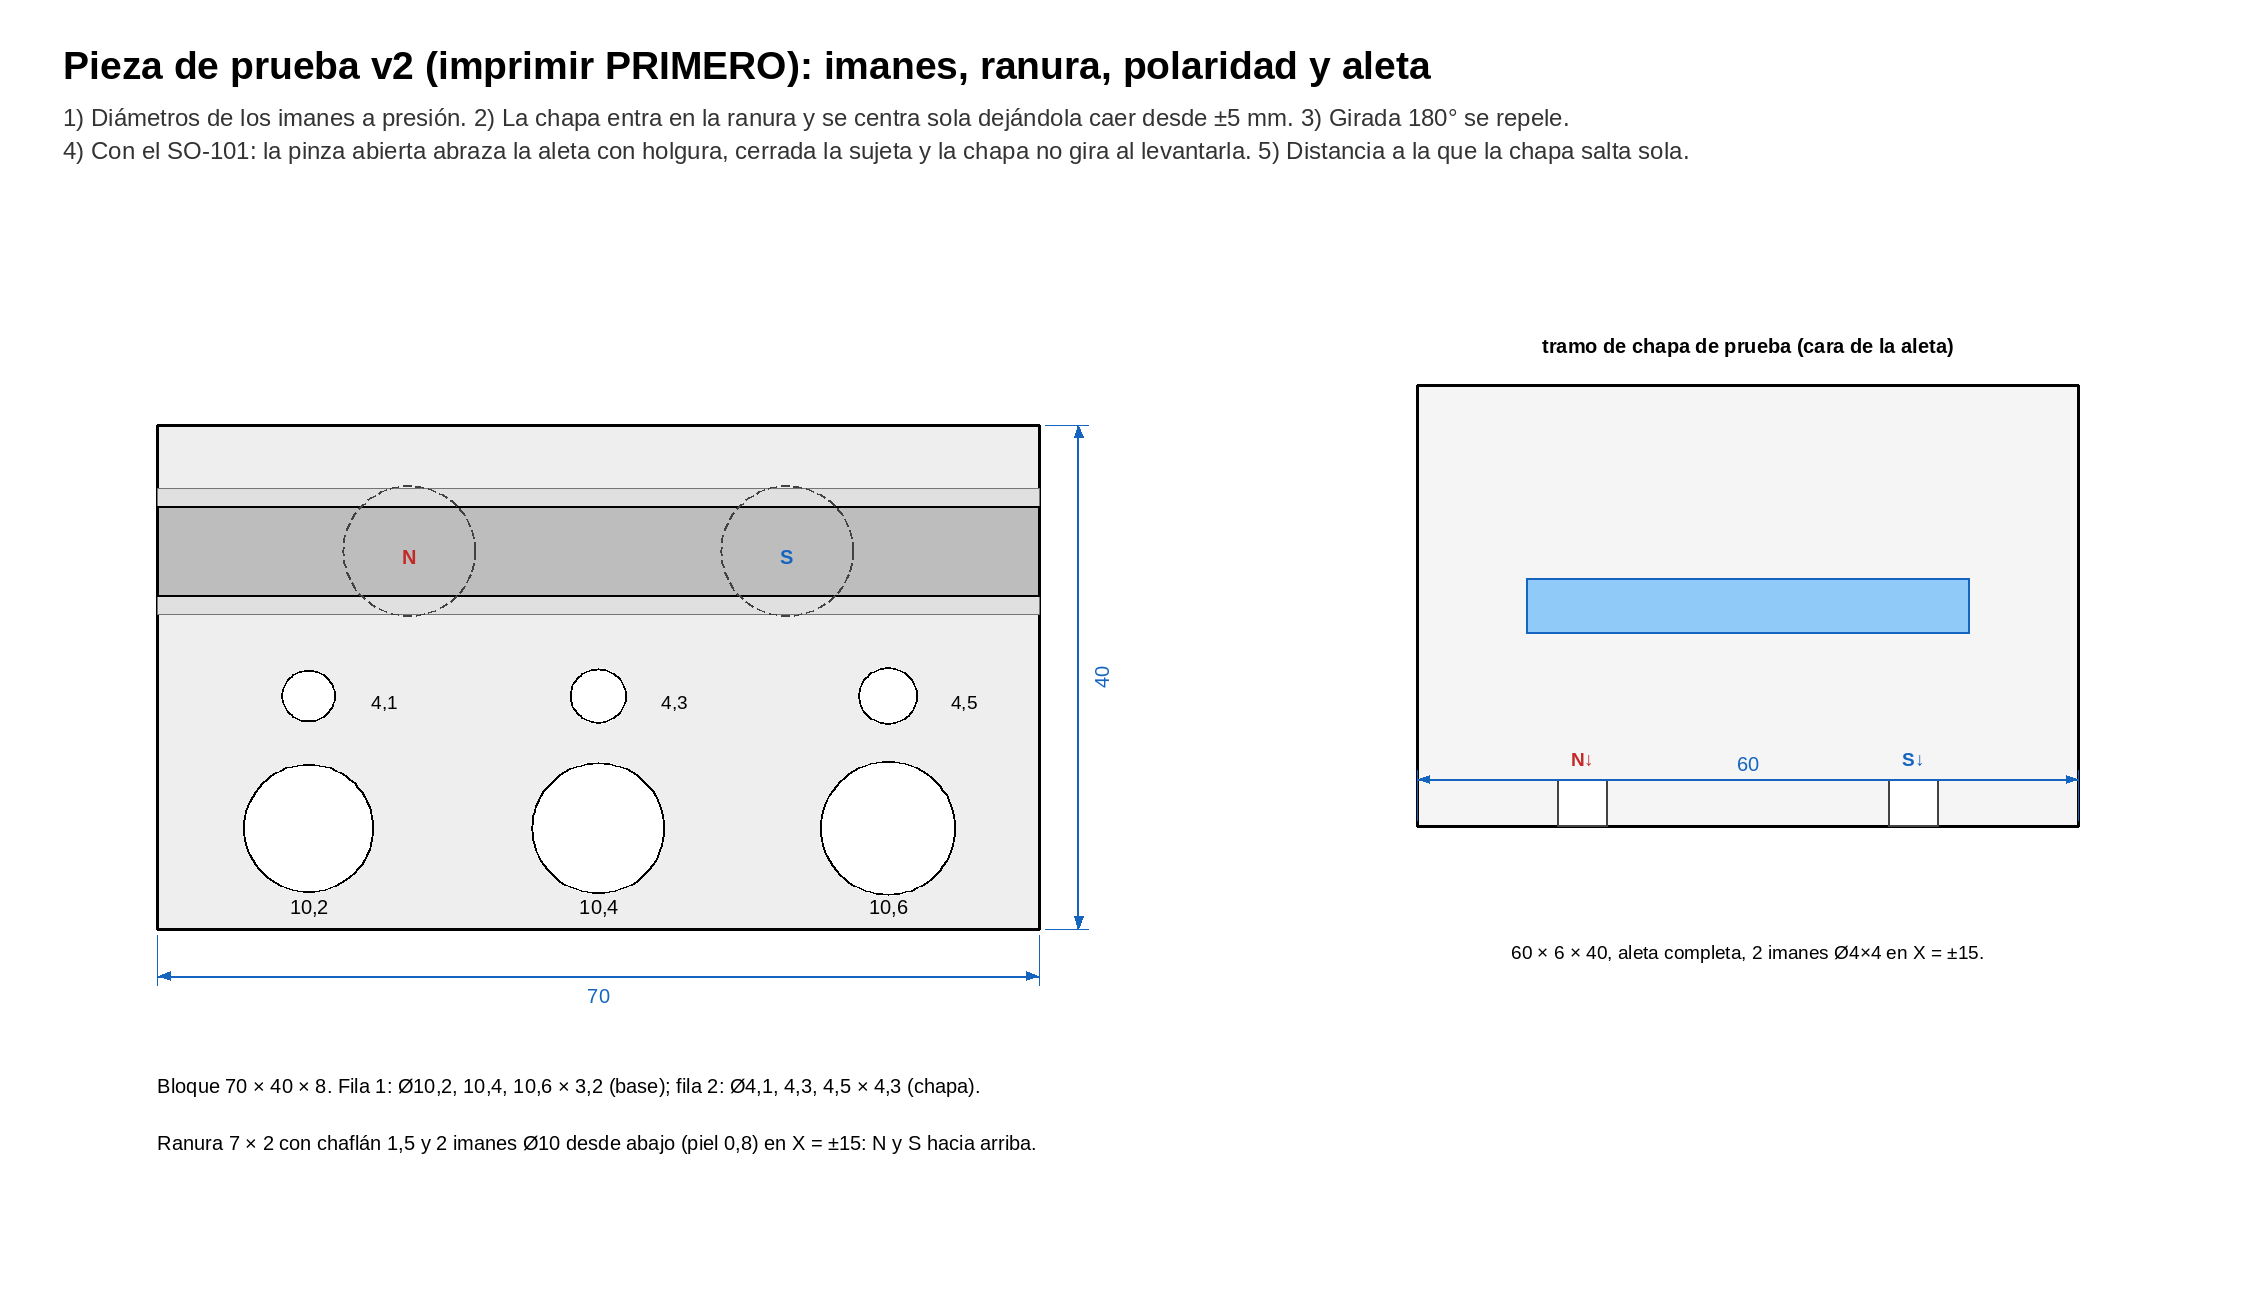 Pieza de prueba v2 (imprimir PRIMERO): imanes, ranura, polaridad y aleta
1) Diámetros de los imanes a presión. 2) La chapa entra en la ranura y se centra sola dejándola caer desde ±5 mm. 3) Girada 180° se repele.
4) Con el SO-101: la pinza abierta abraza la aleta con holgura, cerrada la sujeta y la chapa no gira al levantarla. 5) Distancia a la que la chapa salta sola.
tramo de chapa de prueba (cara de la aleta)
N
S
4,1
4,3
4,5
40
10,2
10,4
10,6
70
N↓
60
S↓
60 × 6 × 40, aleta completa, 2 imanes Ø4×4 en X = ±15.
Bloque 70 × 40 × 8. Fila 1: Ø10,2, 10,4, 10,6 × 3,2 (base); fila 2: Ø4,1, 4,3, 4,5 × 4,3 (chapa).
Ranura 7 × 2 con chaflán 1,5 y 2 imanes Ø10 desde abajo (piel 0,8) en X = ±15: N y S hacia arriba.